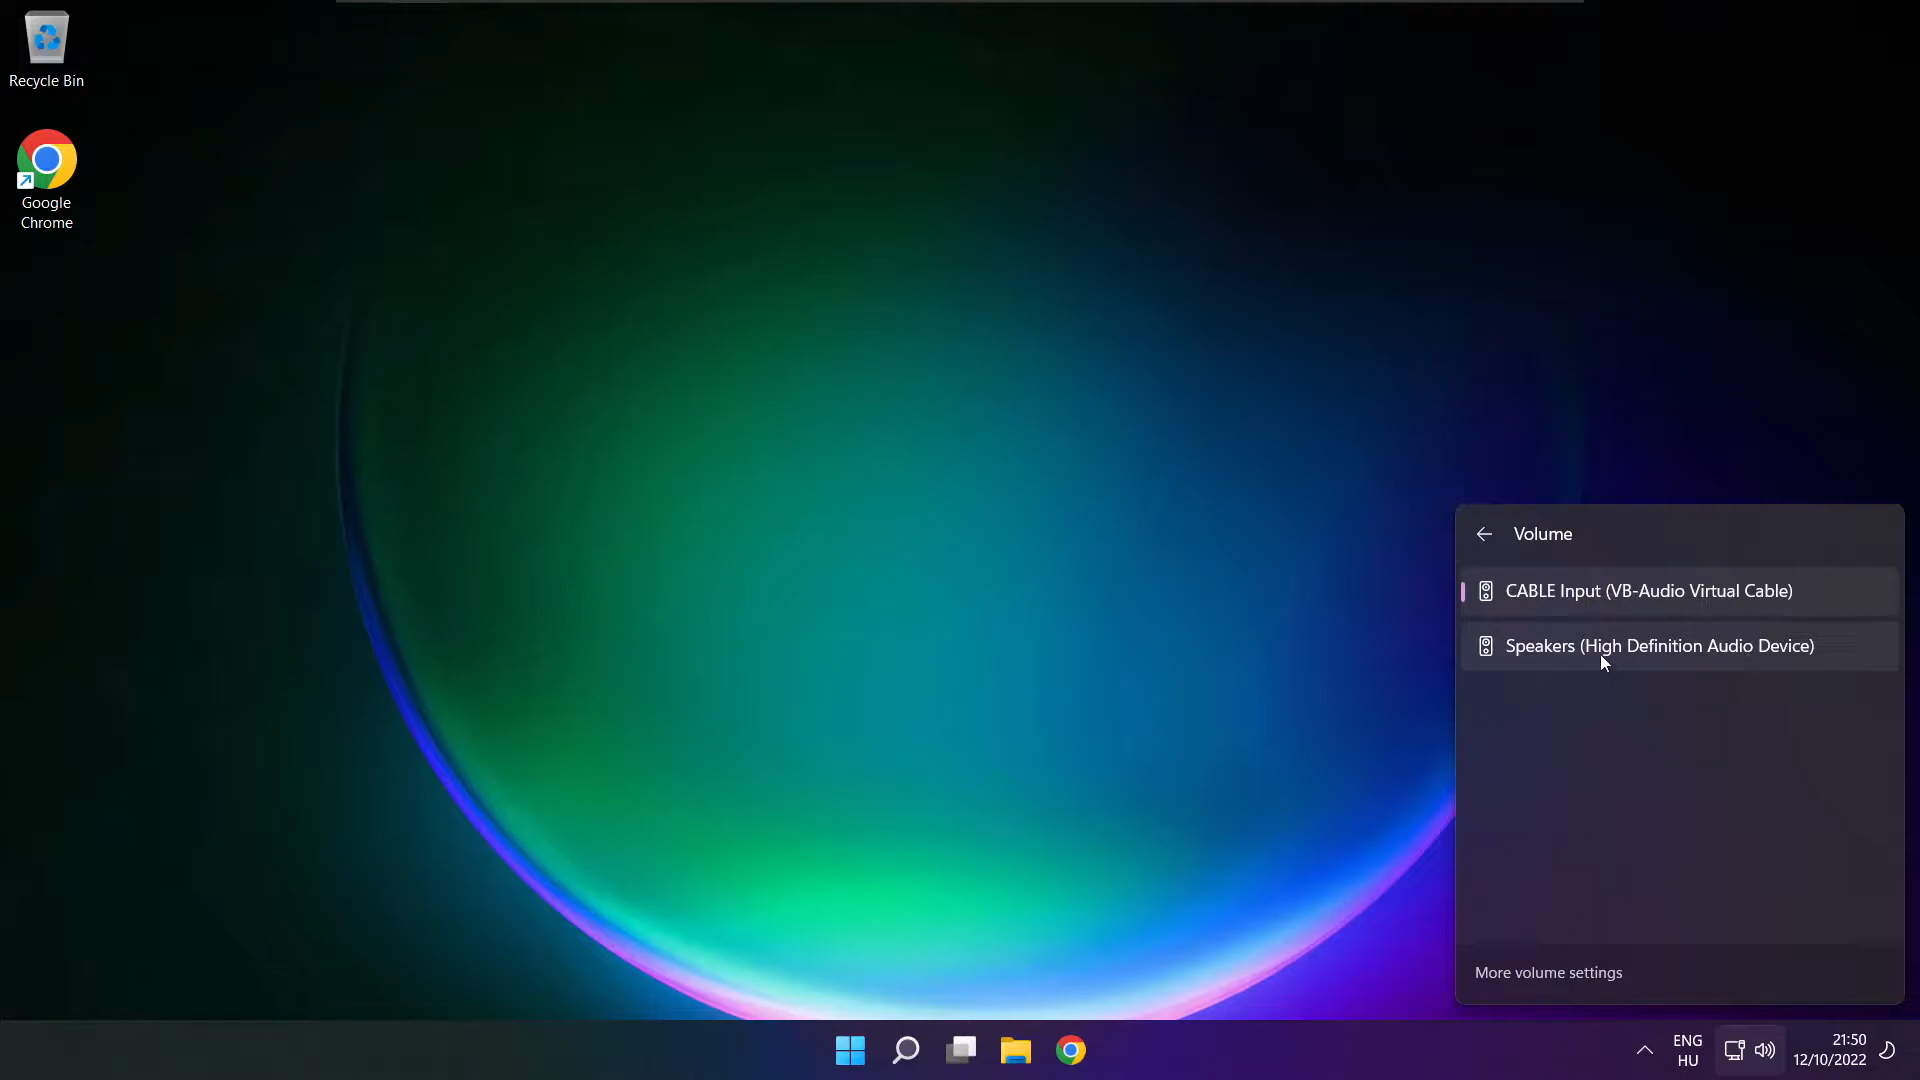 Recycle Bin
Google
Chrome
Volume
CABLE Input (VB-Audio Virtual Cable)
Speakers (High Definition Audio Device)
More volume settings
ENG
HU
21:50
12/10/2022